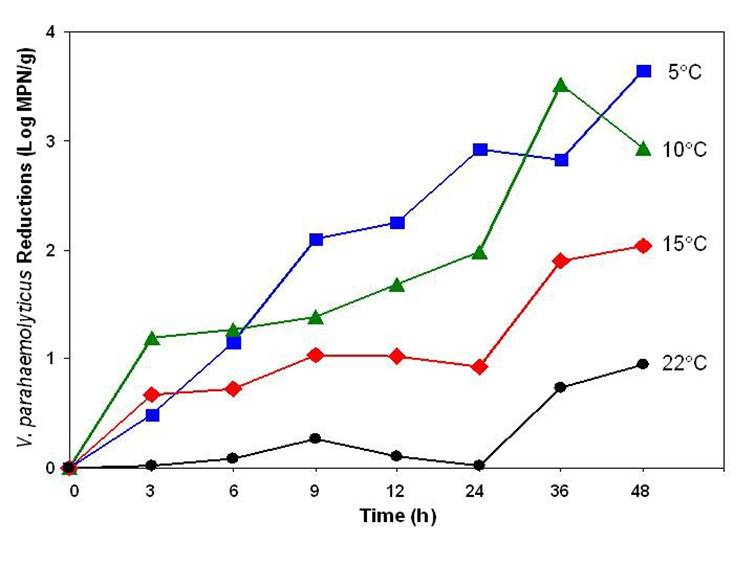 V. parahaemolyticus Reductions (Log MPN/g)
4
3
2
1
0
5°C
10°C
15°C
22°C
0 3 6 9 12 24 36 48
Time (h)